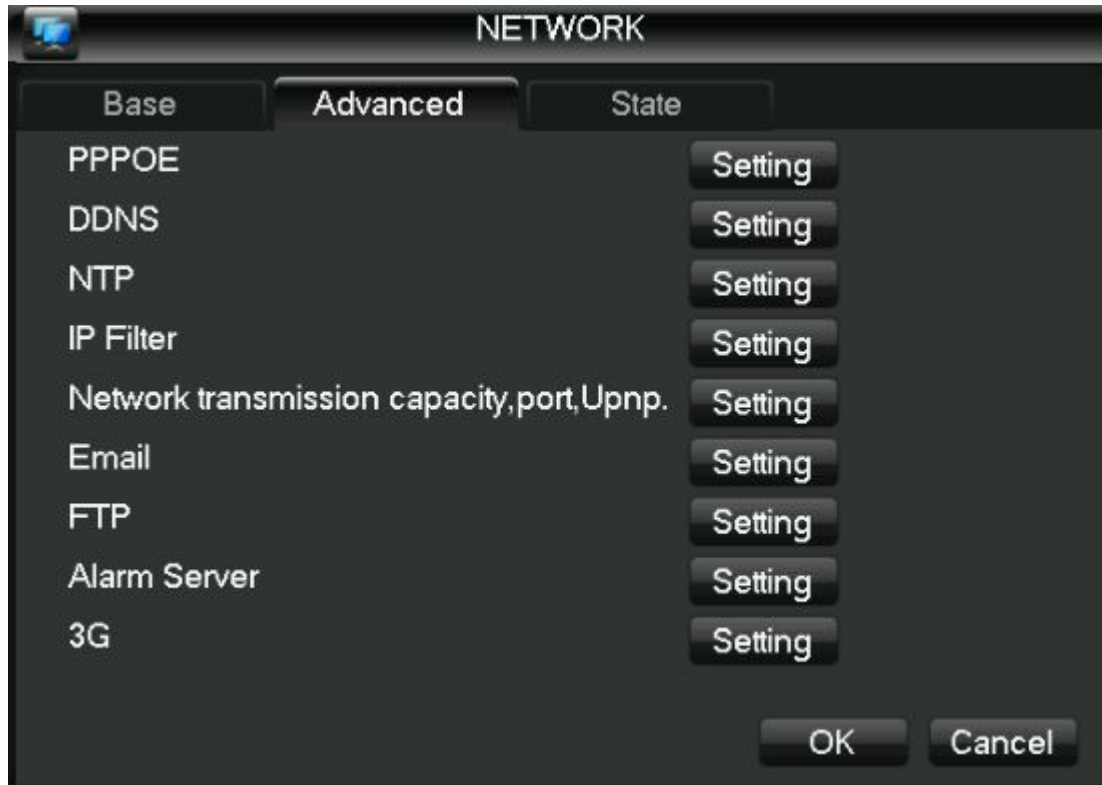 NETWORK
Base Advanced State
PPPOE Setting
DDNS Setting
NTP Setting
IP Filter Setting
Network transmission capacity,port,Upnp. Setting
Email Setting
FTP Setting
Alarm Server Setting
3G Setting
OK Cancel